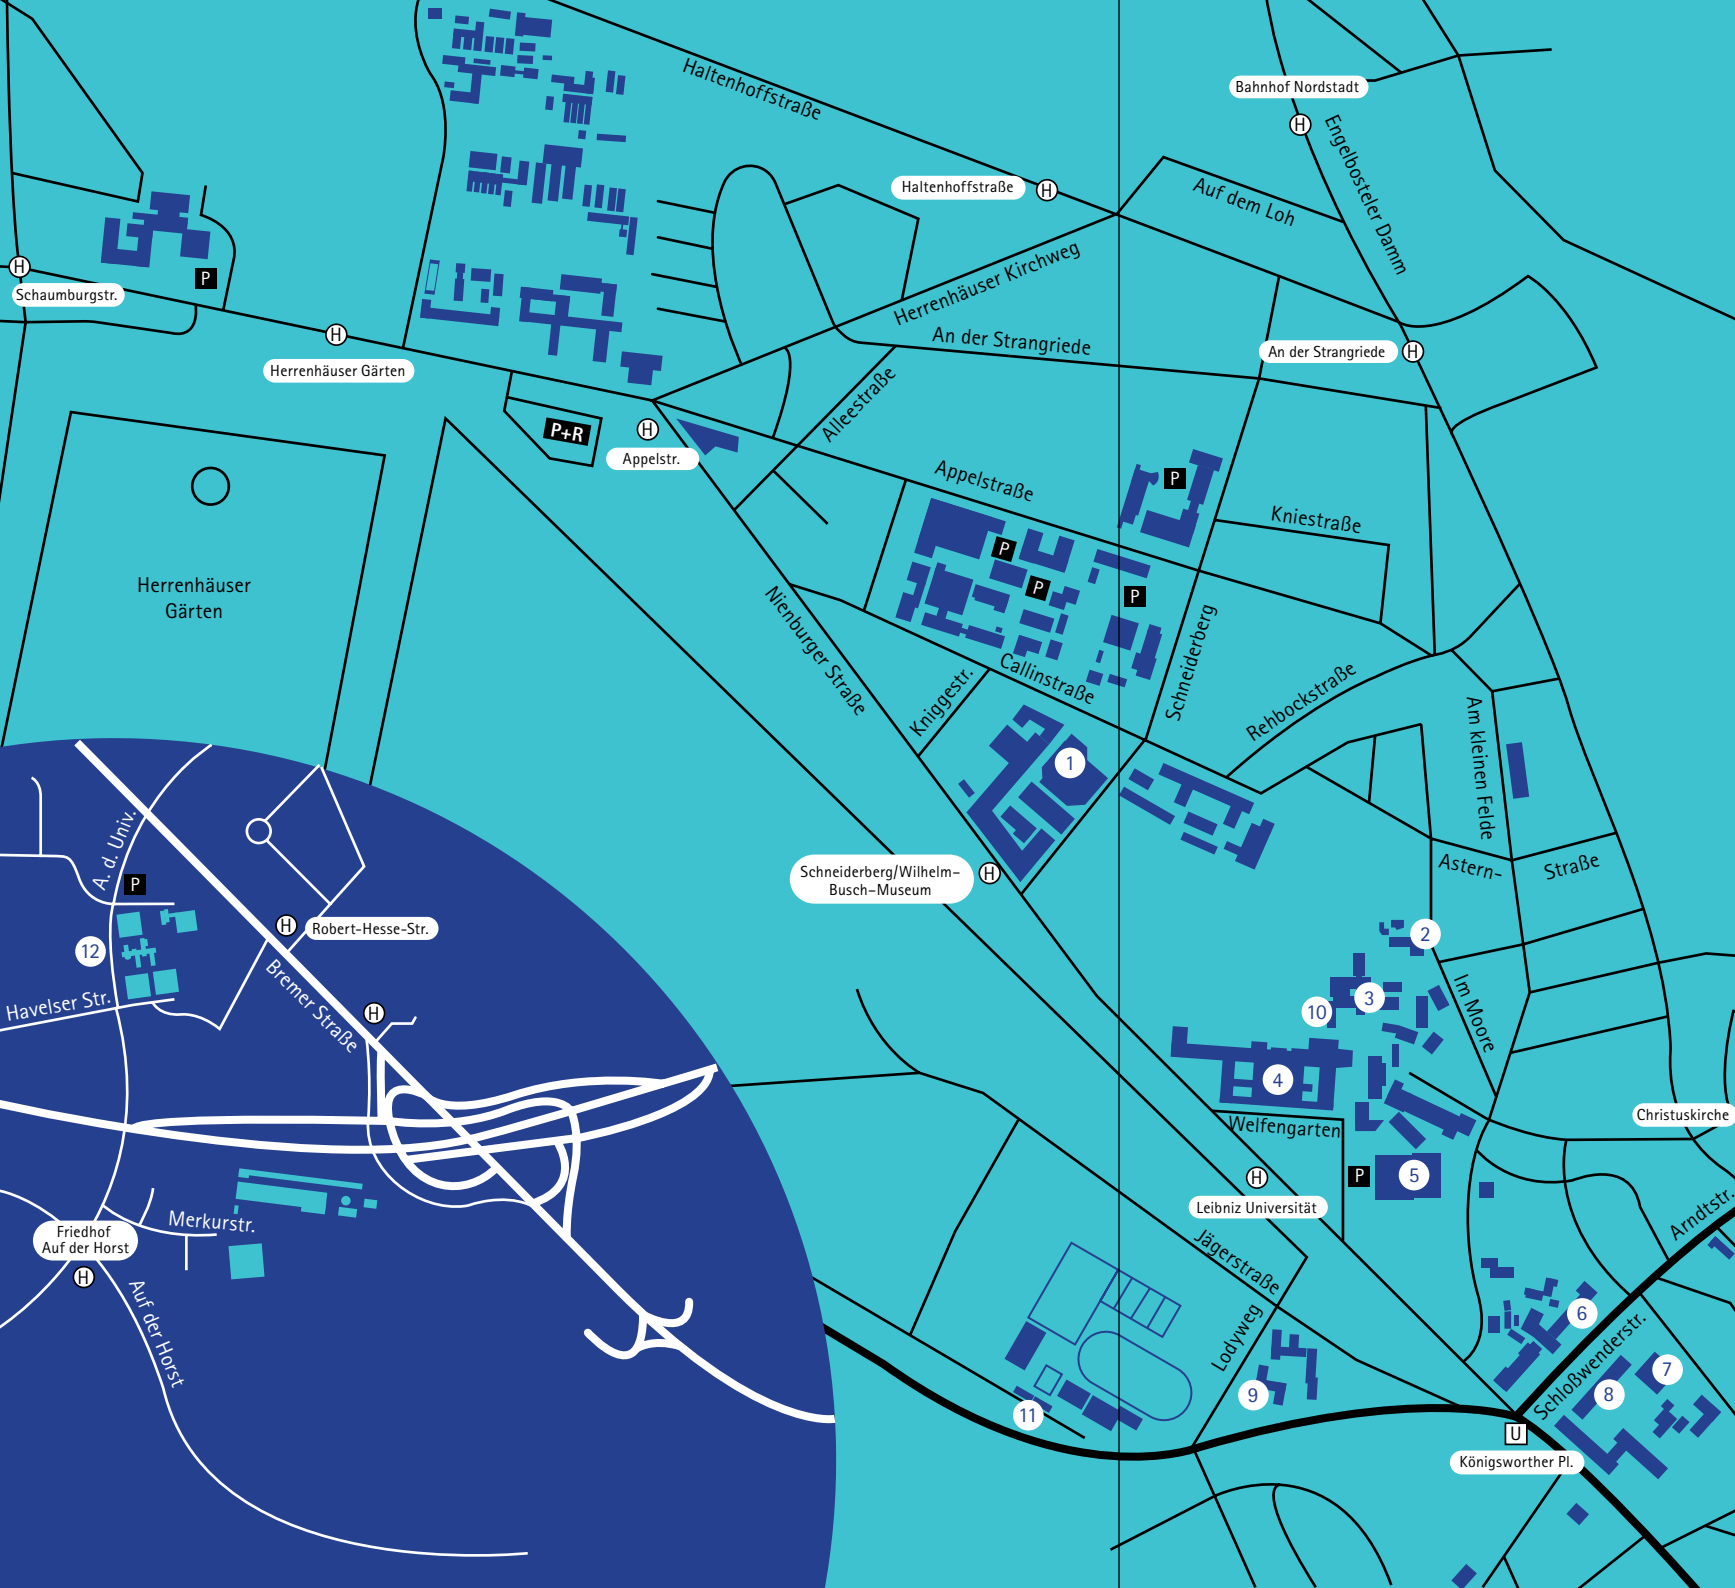 Haltenhoffstraße
Bahnhof Nordstadt
H
Engelbosteler Damm
Haltenhoffstraße
H
Auf dem Loh
Herrenhäuser Kirchweg
H
Schaumburgstr.
P
H
Herrenhäuser Gärten
An der Strangriede
An der Strangriede
H
Alleestraße
P+R
H
Appelstr.
Appelstraße
P
Kniestraße
P
P
P
Herrenhäuser
Gärten
Nienburger Straße
Callinstraße
Schneiderberg
Kniggestr.
Rehbockstraße
Am kleinen Felde
1
Schneiderberg/Wilhelm-
Busch-Museum
H
Astern-
Straße
A. d. Univ.
P
12
H
Robert-Hesse-Str.
Havelser Str.
Bremer Straße
H
2
3
10
Im Moore
4
Welfengarten
Christuskirche
P
5
H
Leibniz Universität
Arndtstr.
Merkurstr.
Friedhof
Auf der Horst
H
Auf der Horst
Jägerstraße
Lodyweg
6
Schloßwenderstr.
7
8
9
11
U
Königsworther Pl.